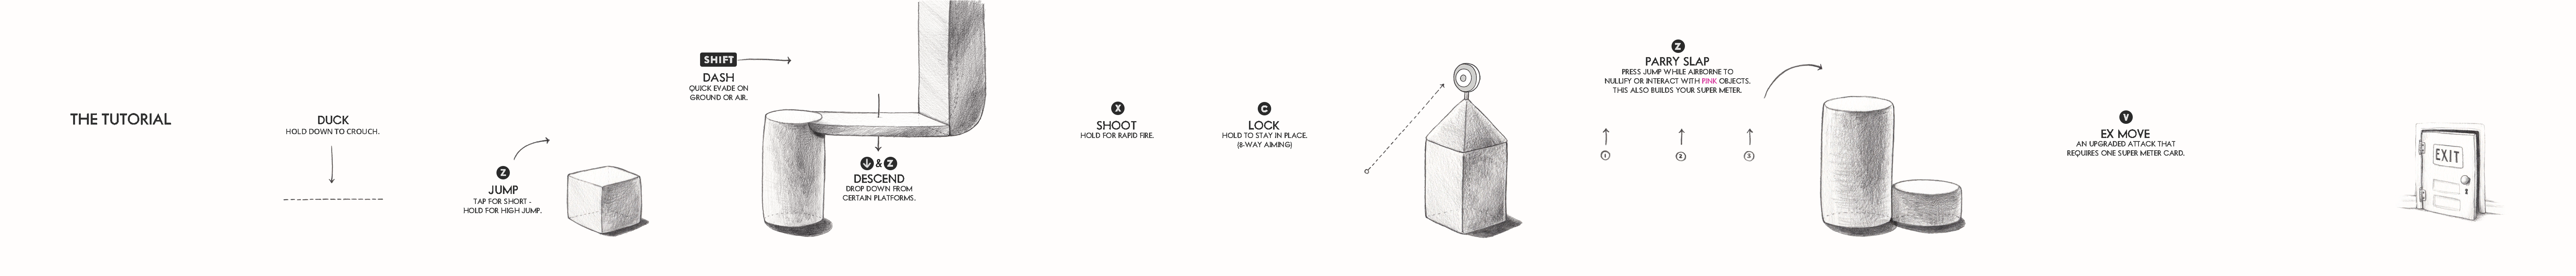 THE TUTORIAL
DUCK
HOLD DOWN TO CROUCH.
Z
JUMP
TAP FOR SHORT -
HOLD FOR HIGH JUMP.
SHIFT
DASH
QUICK EVADE ON
GROUND OR AIR.
↓ & Z
DESCEND
DROP DOWN FROM
CERTAIN PLATFORMS.
X
SHOOT
HOLD FOR RAPID FIRE.
C
LOCK
HOLD TO STAY IN PLACE.
(8-WAY AIMING)
Z
PARRY SLAP
PRESS JUMP WHILE AIRBORNE TO
NULLIFY OR INTERACT WITH PINK OBJECTS.
THIS ALSO BUILDS YOUR SUPER METER.
1 2 3
V
EX MOVE
AN UPGRADED ATTACK THAT
REQUIRES ONE SUPER METER CARD.
EXIT